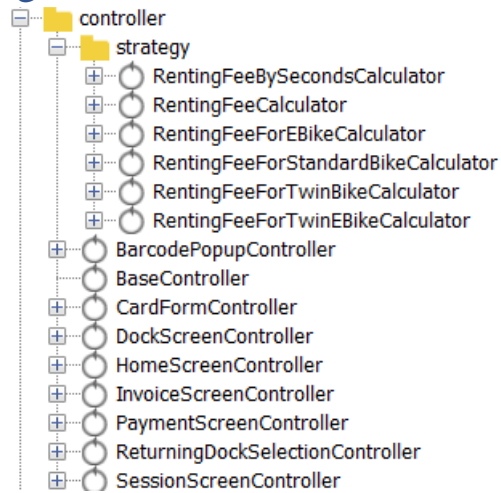 controller
strategy
RentingFeeBySecondsCalculator
RentingFeeCalculator
RentingFeeForEBikeCalculator
RentingFeeForStandardBikeCalculator
RentingFeeForTwinBikeCalculator
RentingFeeForTwinEBikeCalculator
BarcodePopupController
BaseController
CardFormController
DockScreenController
HomeScreenController
InvoiceScreenController
PaymentScreenController
ReturningDockSelectionController
SessionScreenController